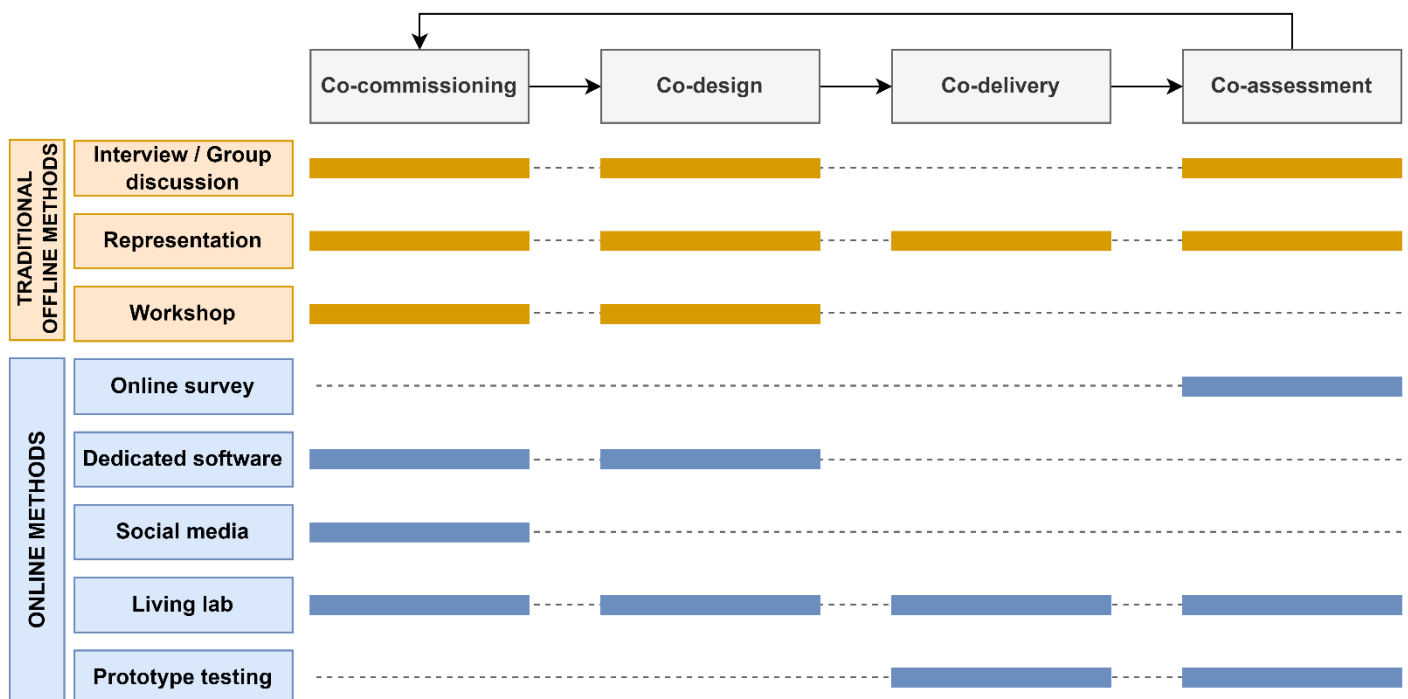 Co-commissioning
Co-design
Co-delivery
Co-assessment
TRADITIONAL
OFFLINE METHODS
Interview / Group
discussion
Representation
Workshop
ONLINE METHODS
Online survey
Dedicated software
Social media
Living lab
Prototype testing